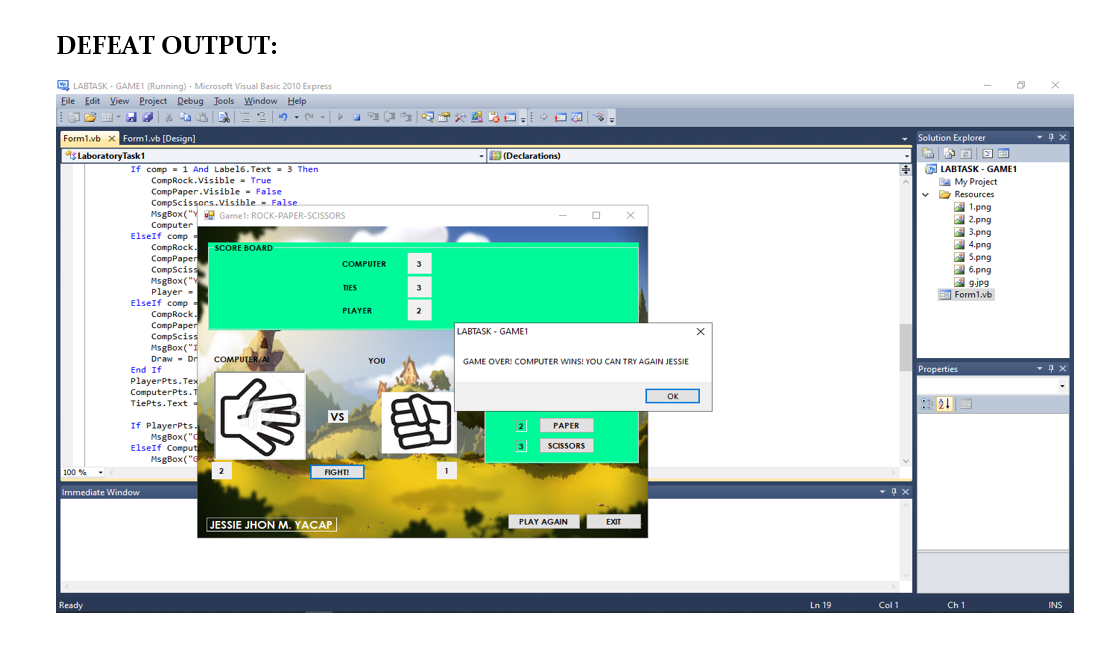 DEFEAT OUTPUT:
LABTASK - GAME1 (Running) - Microsoft Visual Basic 2010 Express
File Edit View Project Debug Tools Window Help
Form1.vb Form1.vb [Design]
LaboratoryTask1 (Declarations)
If comp = 1 And Label6.Text = 3 Then
CompRock.Visible = True
CompPaper.Visible = False
CompScissors.Visible = False
MsgBox("Y
Computer
ElseIf comp =
CompRock.
CompPaper
CompSciss
MsgBox("Y
Player =
ElseIf comp =
CompRock.
CompPaper
CompSciss
MsgBox("I
Draw = Dr
End If
PlayerPts.Tex
ComputerPts.T
TiePts.Text =
If PlayerPts.
MsgBox("C
ElseIf Comput
MsgBox("G
100 %
Game1: ROCK-PAPER-SCISSORS
SCORE BOARD
COMPUTER 3
TIES 3
PLAYER 2
COMPUTER/AI YOU
VS
2 FIGHT! 1
2 PAPER
3 SCISSORS
JESSIE JHON M. YACAP
PLAY AGAIN EXIT
LABTASK - GAME1
GAME OVER! COMPUTER WINS! YOU CAN TRY AGAIN JESSIE
OK
Solution Explorer
LABTASK - GAME1
My Project
Resources
1.png
2.png
3.png
4.png
5.png
6.png
g.jpg
Form1.vb
Properties
Immediate Window
Ready Ln 19 Col 1 Ch 1 INS